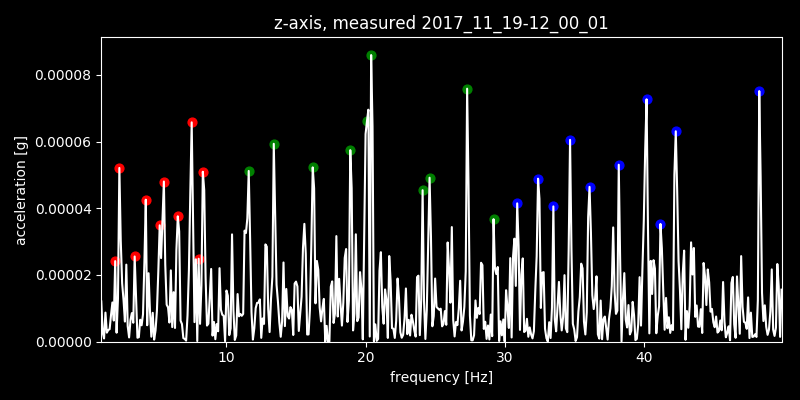 z-axis, measured 2017_11_19-12_00_01
0.00008
0.00006
0.00004
0.00002
0.00000
acceleration [g]
10 20 30 40
frequency [Hz]